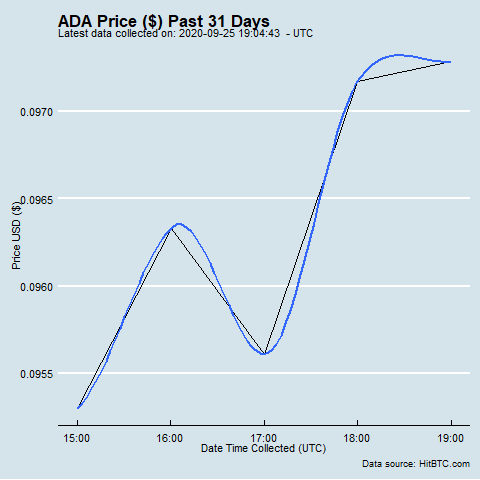 ADA Price ($) Past 31 Days
Latest data collected on: 2020-09-25 19:04:43  - UTC
Price USD ($)
0.0970
0.0965
0.0960
0.0955
15:00 16:00 17:00 18:00 19:00
Date Time Collected (UTC)
Data source: HitBTC.com